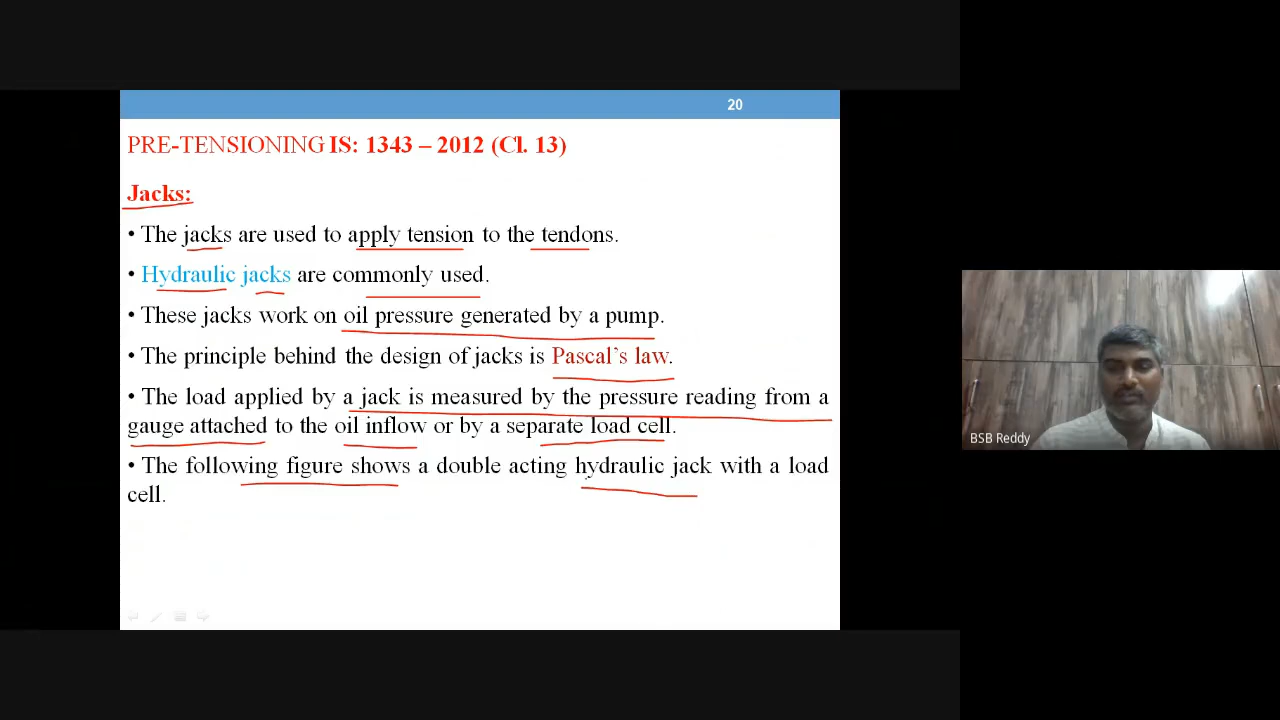 20
PRE-TENSIONING IS: 1343 – 2012 (Cl. 13)
Jacks:
• The jacks are used to apply tension to the tendons.
• Hydraulic jacks are commonly used.
• These jacks work on oil pressure generated by a pump.
• The principle behind the design of jacks is Pascal’s law.
• The load applied by a jack is measured by the pressure reading from a
gauge attached to the oil inflow or by a separate load cell.
• The following figure shows a double acting hydraulic jack with a load
cell.
BSB Reddy